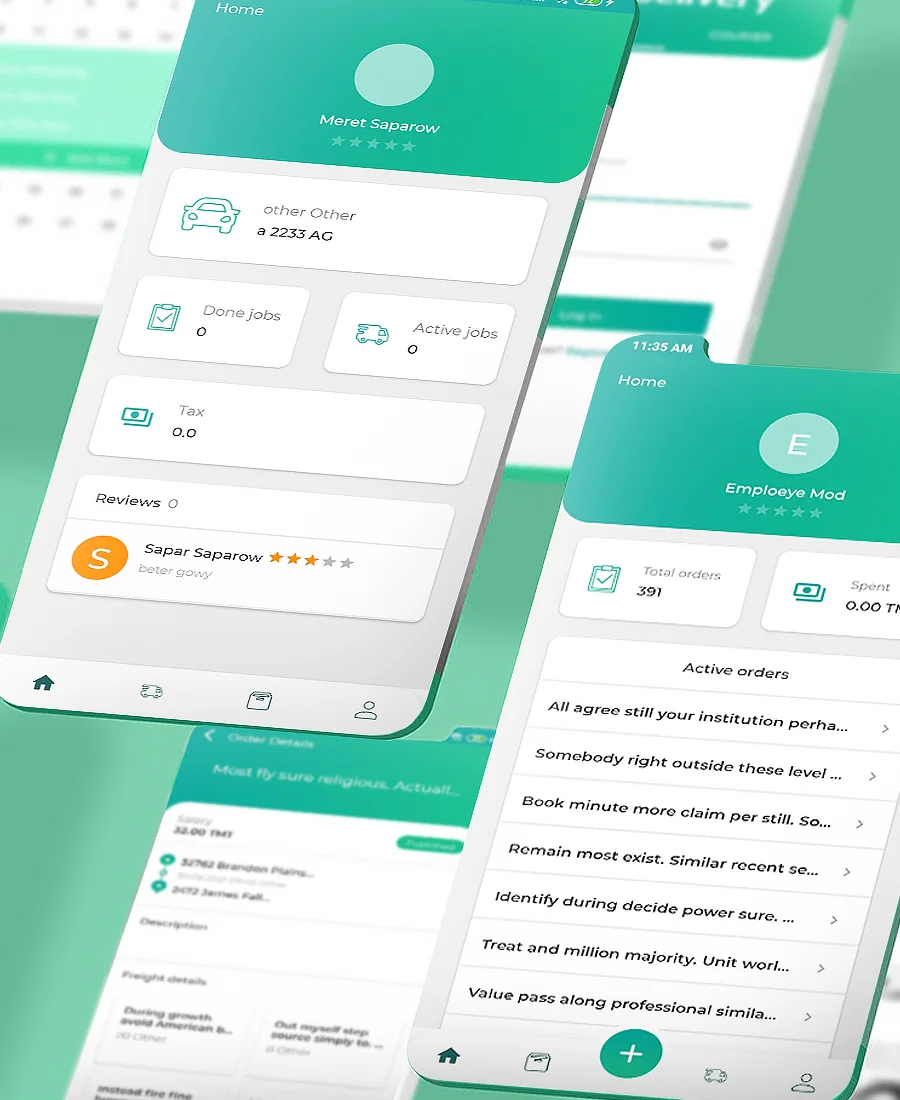 Home
Meret Saparow
other Other
a 2233 AG
Done jobs
0
Active jobs
0
Tax
0.0
Reviews 0
S
Sapar Saparow
beter gowy
COURIER
Log in
11:35 AM
Home
E
Emploeye Mod
Total orders
391
Spent
0.00
Active orders
All agree still your institution perha...
Somebody right outside these level ...
Book minute more claim per still. So...
Remain most exist. Similar recent se...
Identify during decide power sure. ...
Treat and million majority. Unit worl...
Value pass along professional simila...
Order Details
Most fly sure religious. Actuall...
Salary
32.00 TMT
Published
32762 Brandon Plains...
2472 James Fall...
Description
Freight details
During growth
avoid American b...
20 Other
Out myself step
source simply to. ...
6 Other
Instead fire fine